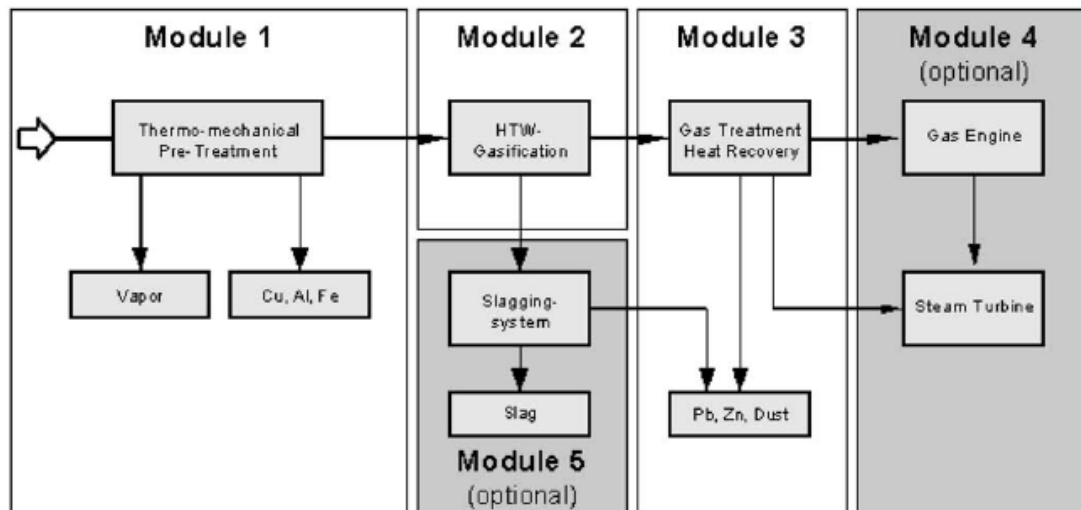 Module 1
Thermo-mechanical
Pre-Treatment
Vapor
Cu, Al, Fe
Module 2
HTW-
Gasification
Slagging-
system
Slag
Module 5
(optional)
Module 3
Gas Treatment
Heat Recovery
Pb, Zn, Dust
Module 4
(optional)
Gas Engine
Steam Turbine